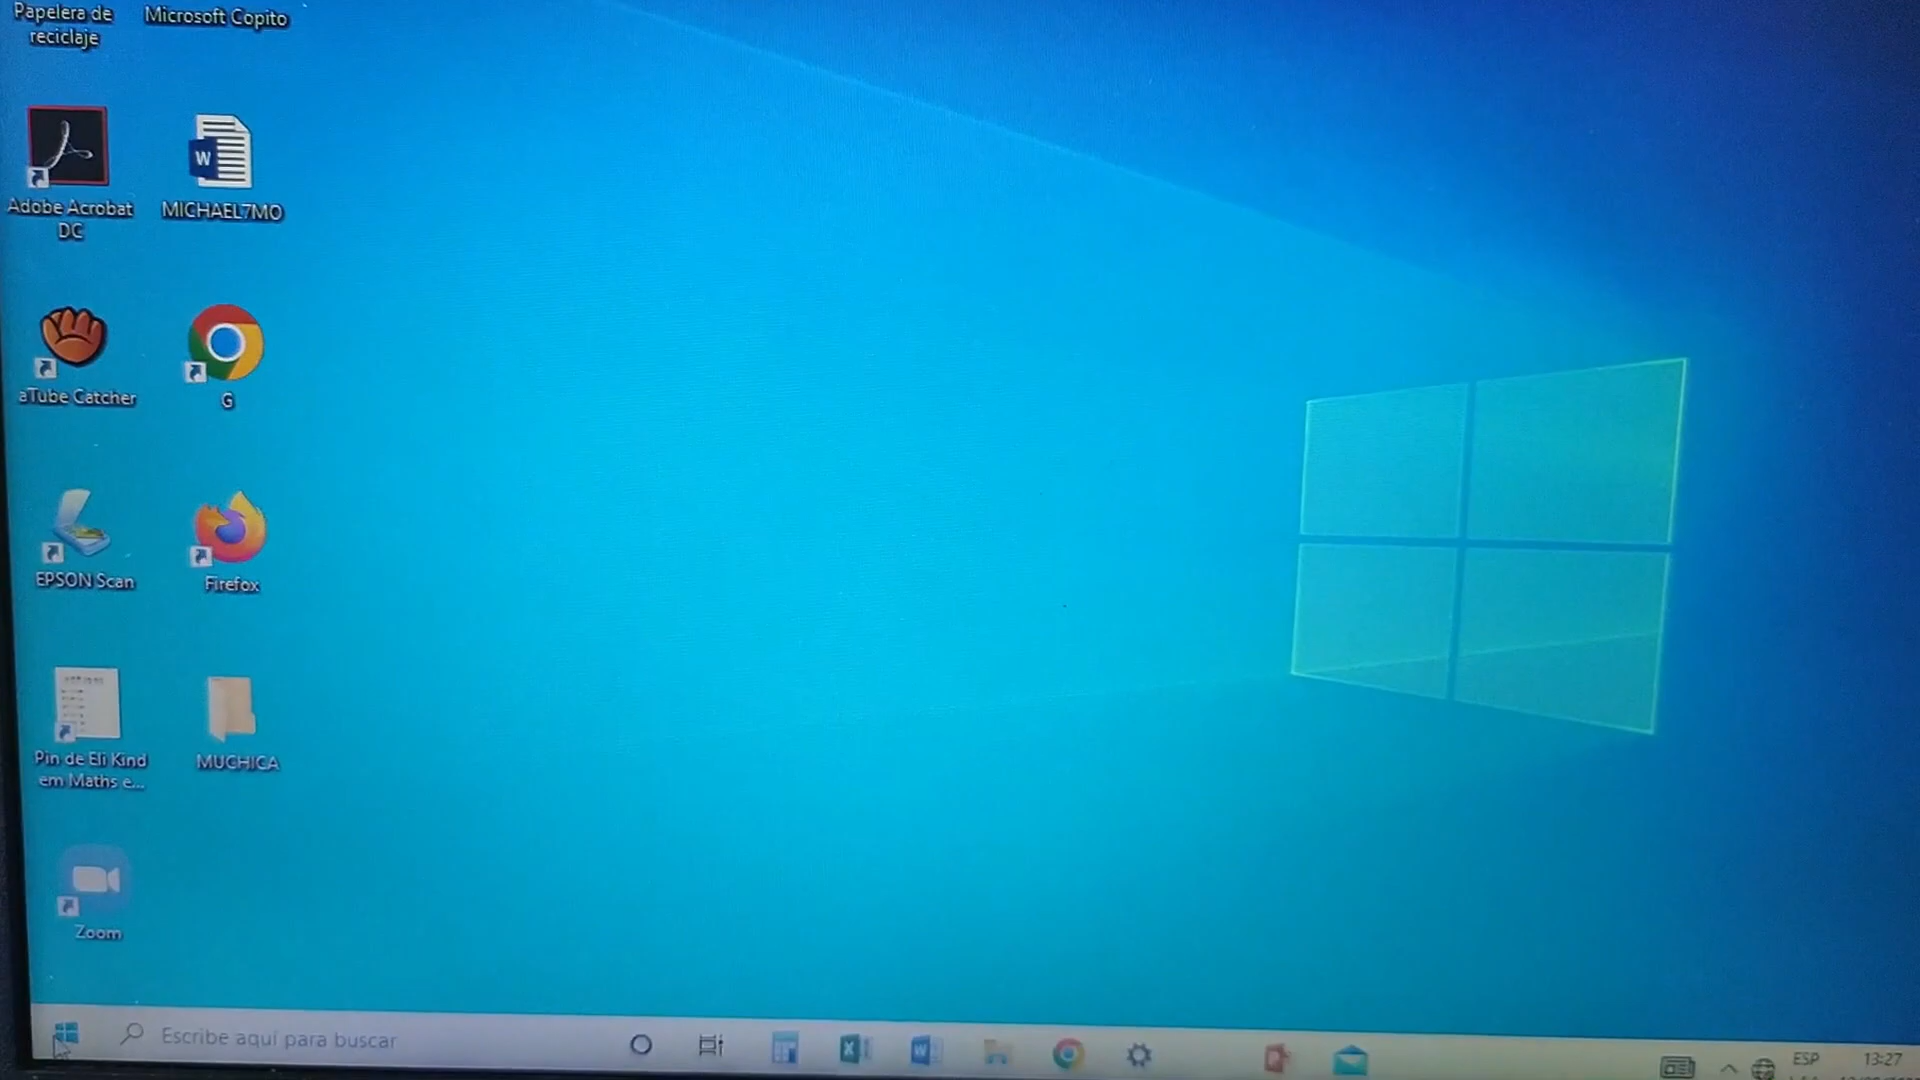 Papelera de
reciclaje
Microsoft Copito
Adobe Acrobat
DC
MICHAEL7MO
aTube Catcher
G
EPSON Scan
Firefox
Pin de Eli Kind
em Maths e...
MUCHICA
Zoom
Escribe aquí para buscar
ESP
13:27